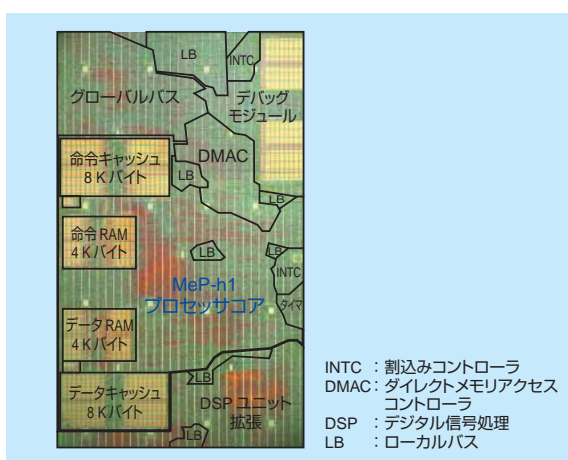 LB
INTC
グローバルバス
デバッグ
モジュール
命令キャッシュ
8 Kバイト
DMAC
LB
LB
命令 RAM
4 Kバイト
LB
LB
INTC
MeP-h1
プロセッサコア
タイマ
データ RAM
4 Kバイト
LB
データキャッシュ
8 Kバイト
DSP ユニット
拡張
LB
INTC :割込みコントローラ
DMAC:ダイレクトメモリアクセス
コントローラ
DSP :デジタル信号処理
LB :ローカルバス